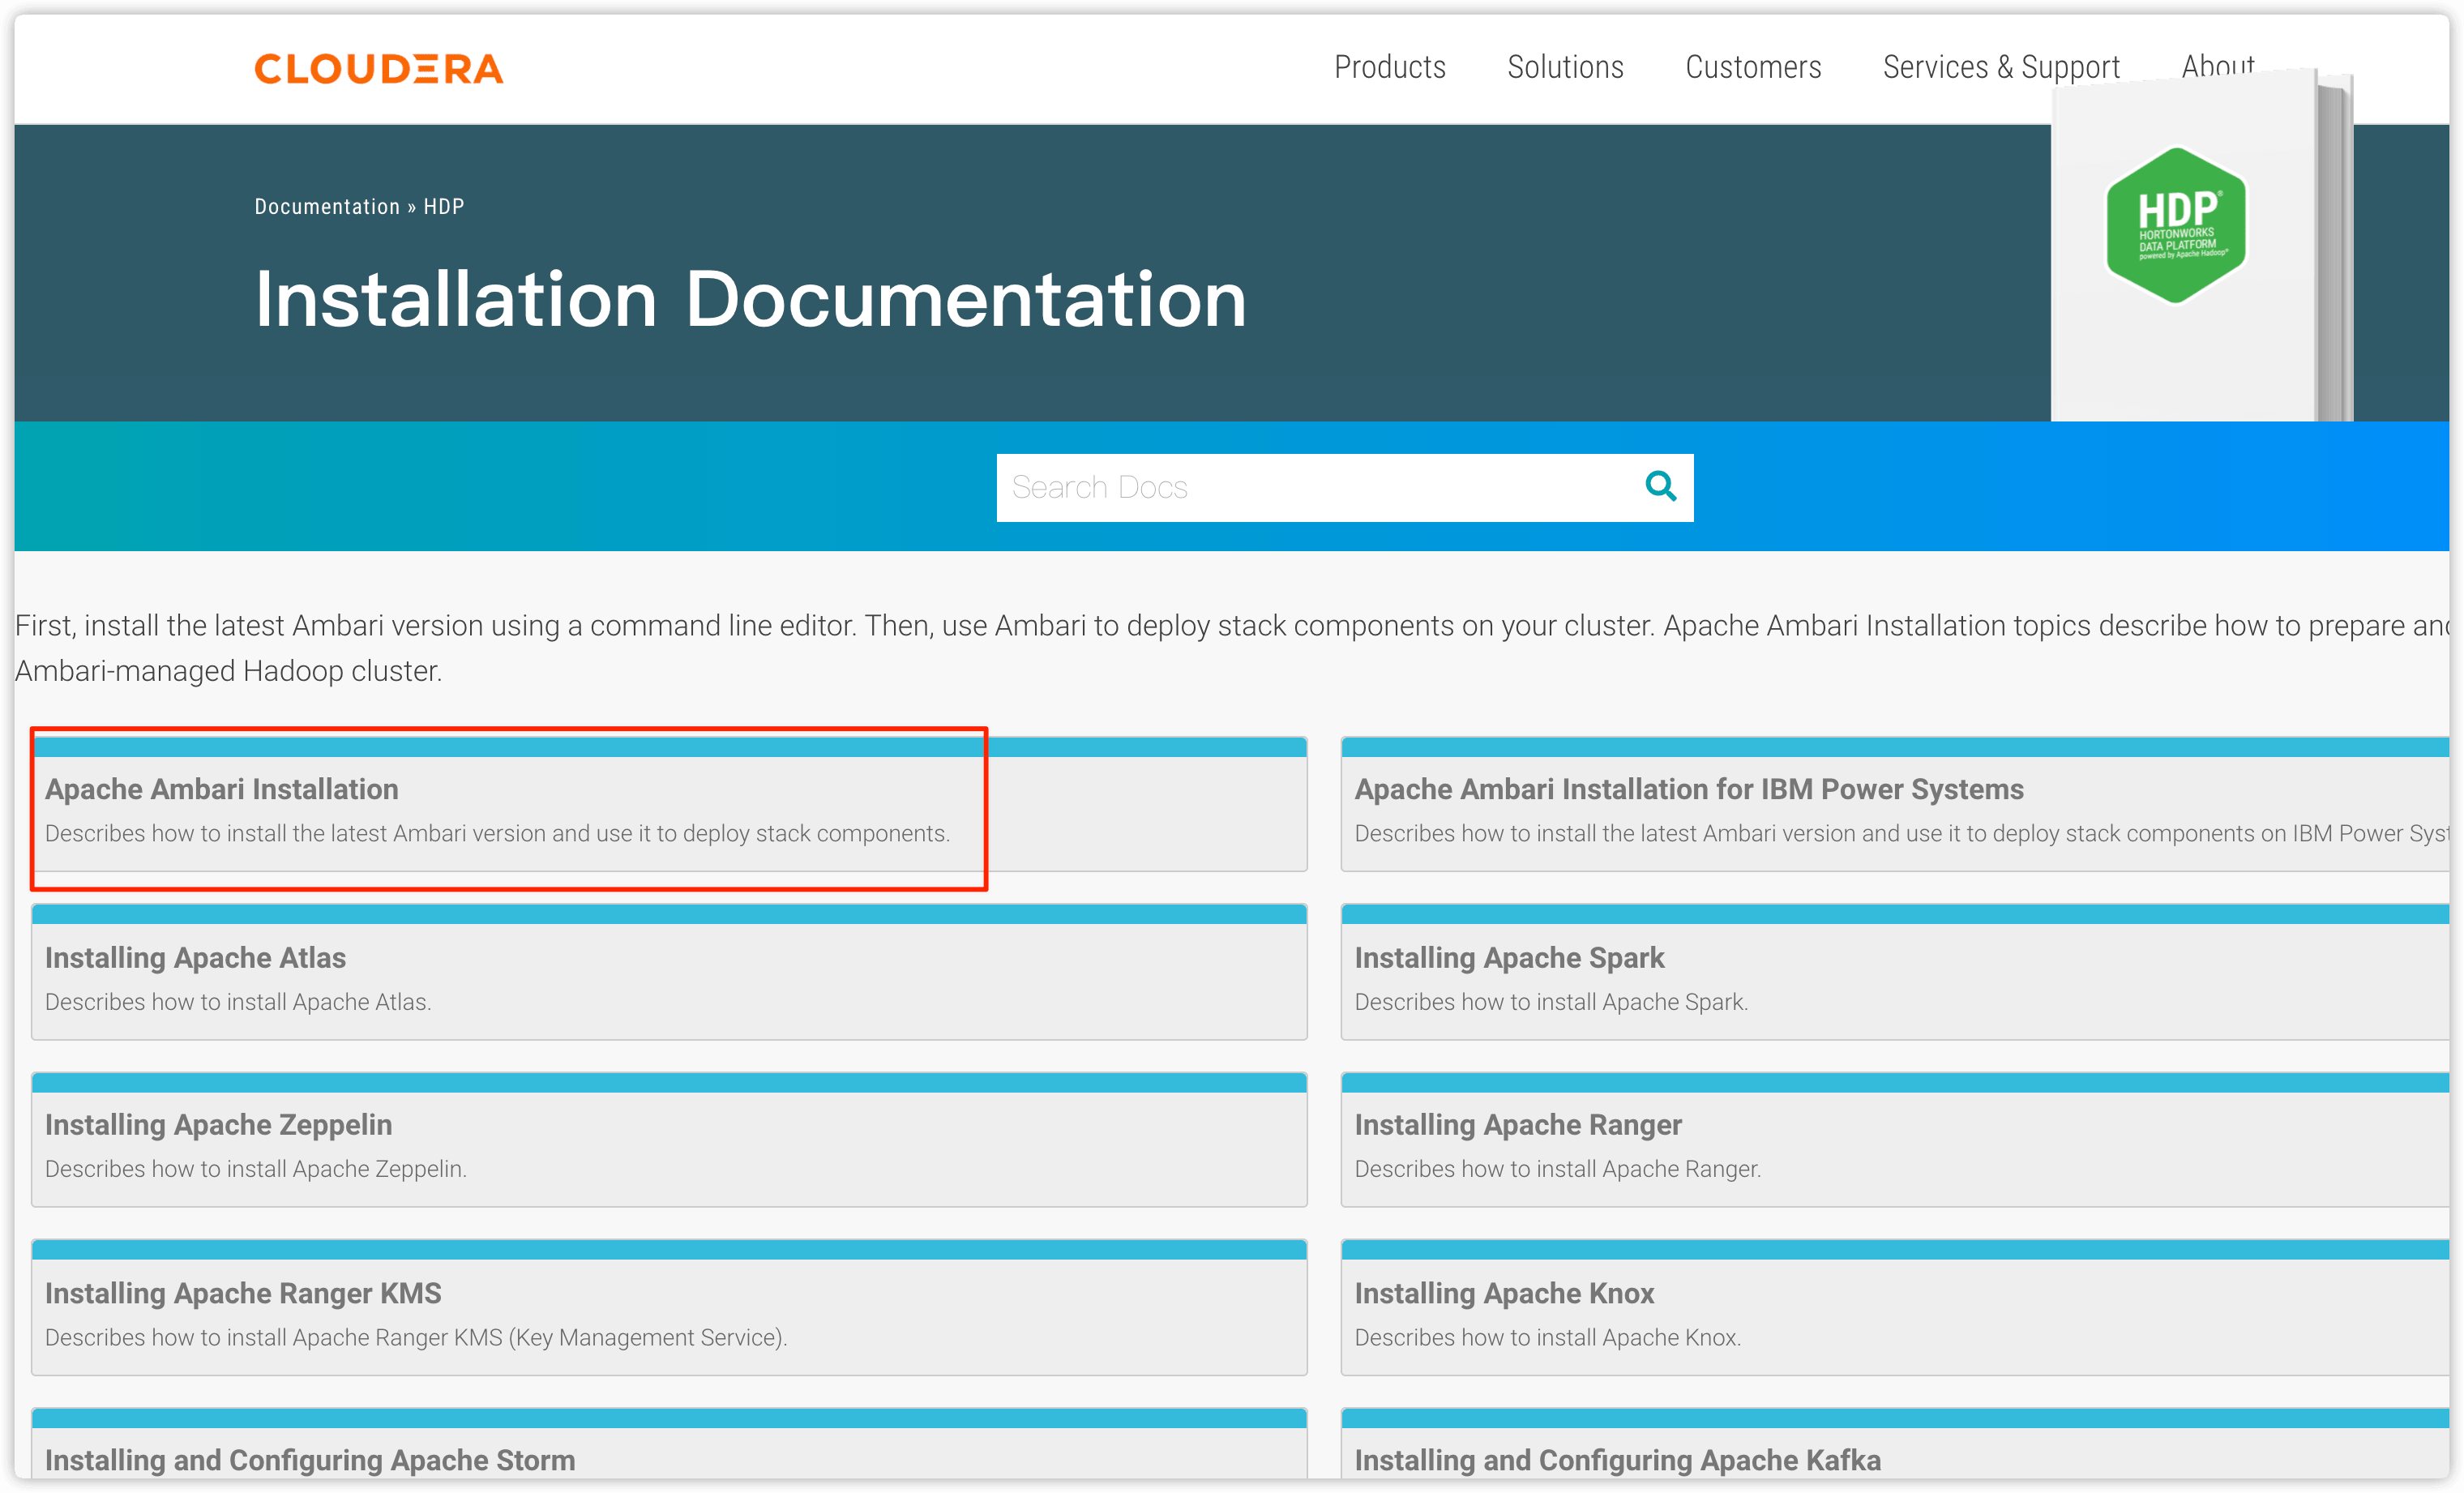 CLOUDERA
Products Solutions Customers Services & Support About
Documentation » HDP
Installation Documentation
HDP®
HORTONWORKS
DATA PLATFORM
powered by Apache Hadoop®
Search Docs
First, install the latest Ambari version using a command line editor. Then, use Ambari to deploy stack components on your cluster. Apache Ambari Installation topics describe how to prepare
Ambari-managed Hadoop cluster.
Apache Ambari Installation
Describes how to install the latest Ambari version and use it to deploy stack components.
Apache Ambari Installation for IBM Power Systems
Describes how to install the latest Ambari version and use it to deploy stack components on IBM Power
Installing Apache Atlas
Describes how to install Apache Atlas.
Installing Apache Spark
Describes how to install Apache Spark.
Installing Apache Zeppelin
Describes how to install Apache Zeppelin.
Installing Apache Ranger
Describes how to install Apache Ranger.
Installing Apache Ranger KMS
Describes how to install Apache Ranger KMS (Key Management Service).
Installing Apache Knox
Describes how to install Apache Knox.
Installing and Configuring Apache Storm
Installing and Configuring Apache Kafka